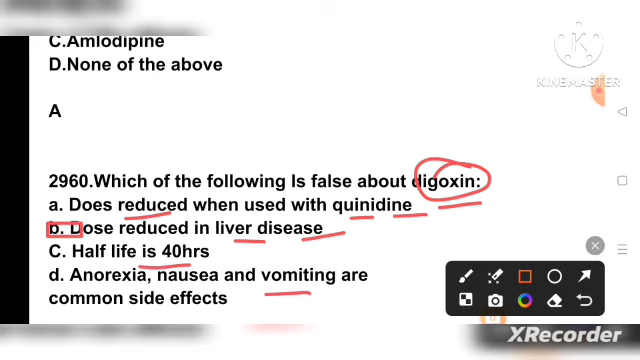 C.Amlodipine
D.None of the above
A
2960.Which of the following Is false about digoxin:
a. Does reduced when used with quinidine
b. Dose reduced in liver disease
C. Half life is 40hrs
d. Anorexia, nausea and vomiting are
common side effects
KINEMASTER
XRecorder